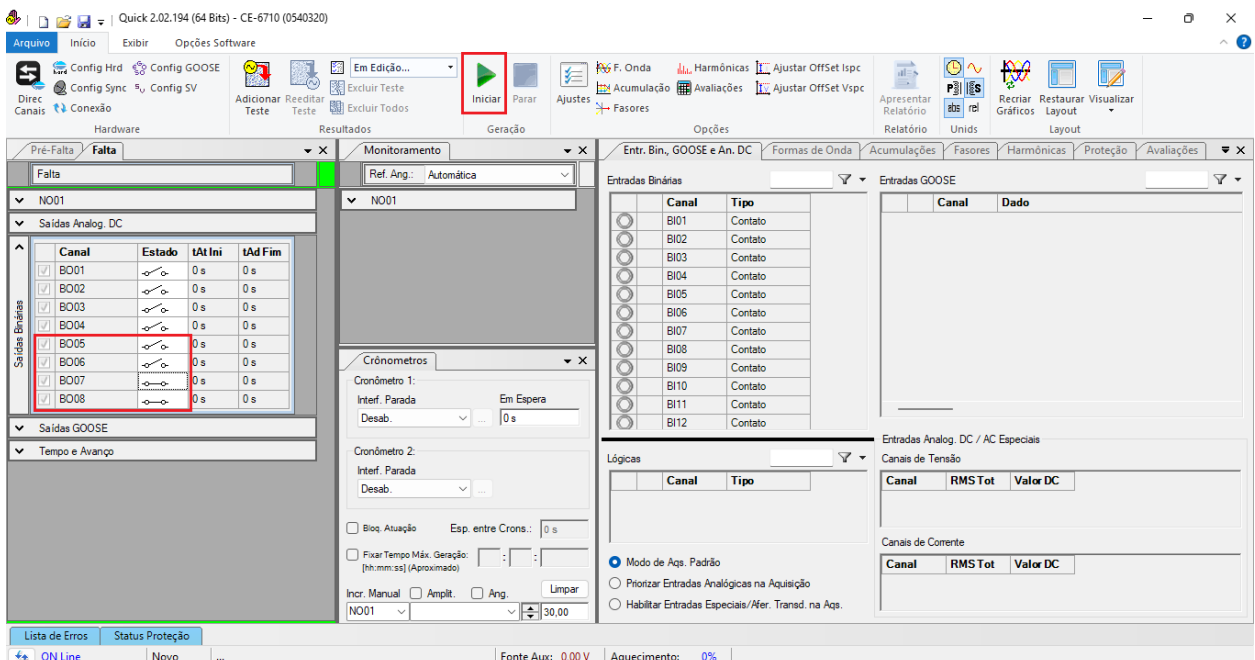 Quick 2.02.194 (64 Bits) - CE-6710 (0540320)
Arquivo Início Exibir Opções Software
Direc Canais
Config Hrd Config GOOSE
Config Sync Config SV
Conexão
Hardware
Adicionar Teste
Reeditar Teste
Em Edição...
Excluir Teste
Excluir Todos
Resultados
Iniciar Parar
Geração
Ajustes
F. Onda Harmônicas Ajustar OffSet Ispc
Acumulação Avaliações Ajustar OffSet Vspc
Fasores
Opções
Apresentar Relatório
Relatório
P S P S
abs rel
Unids
Recriar Gráficos
Restaurar Layout
Visualizar
Layout
Pré-Falta Falta
Falta
NO01
Saídas Analog. DC
Saídas Binárias
Canal Estado tAt Ini tAd Fim
BO01 0 s 0 s
BO02 0 s 0 s
BO03 0 s 0 s
BO04 0 s 0 s
BO05 0 s 0 s
BO06 0 s 0 s
BO07 0 s 0 s
BO08 0 s 0 s
Saídas GOOSE
Tempo e Avanço
Monitoramento
Ref. Ang.: Automática
NO01
Crônometros
Cronômetro 1:
Interf. Parada Em Espera
Desab. ... 0 s
Cronômetro 2:
Interf. Parada
Desab. ...
Bloq. Atuação Esp. entre Crons.: 0 s
Fixar Tempo Máx. Geração: : :
[hh:mm:ss] (Aproximado)
Limpar
Incr. Manual Amplit. Ang.
NO01 30,00
Entr. Bin., GOOSE e An. DC Formas de Onda Acumulações Fasores Harmônicas Proteção Avaliações
Entradas Binárias
Canal Tipo
BI01 Contato
BI02 Contato
BI03 Contato
BI04 Contato
BI05 Contato
BI06 Contato
BI07 Contato
BI08 Contato
BI09 Contato
BI10 Contato
BI11 Contato
BI12 Contato
Lógicas
Canal Tipo
Modo de Aqs. Padrão
Priorizar Entradas Analógicas na Aquisição
Habilitar Entradas Especiais/Afer. Transd. na Aqs.
Entradas GOOSE
Canal Dado
Entradas Analog. DC / AC Especiais
Canais de Tensão
Canal RMS Tot Valor DC
Canais de Corrente
Canal RMS Tot Valor DC
Lista de Erros Status Proteção
ON Line Novo ... Fonte Aux: 0.00 V Aquecimento: 0%